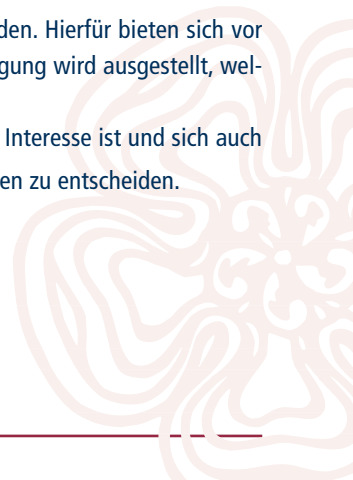 den. Hierfür bieten sich vor
gung wird ausgestellt, wel-
Interesse ist und sich auch
en zu entscheiden.